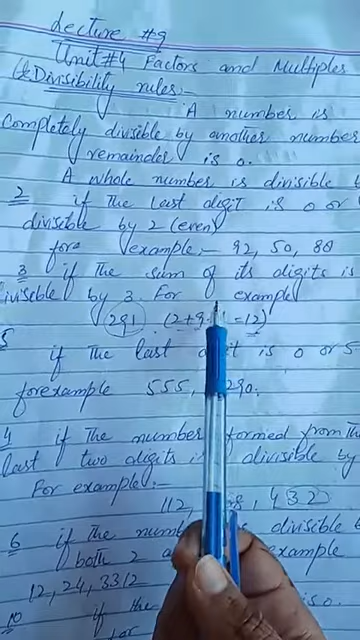 Lecture #9
Unit #4 Factors and Multiples
Divisibility rules:-
A number is
Completely divisible by another number
remainder is 0.
A whole number is divisible b
2 if the last digit is 0 or
divisible by 2 (even)
for example:- 92, 50, 80
3 if the sum of its digits is
divisible by 3. For example
291 (2+9+1=12)
5
if the last digit is 0 or 5
for example 555, 290.
4 if the number formed from th
last two digits is divisible by
For example:-
112, 432
6 if the divisible b
both 2 example
12, 24, 3312
10 if the is 0.
for